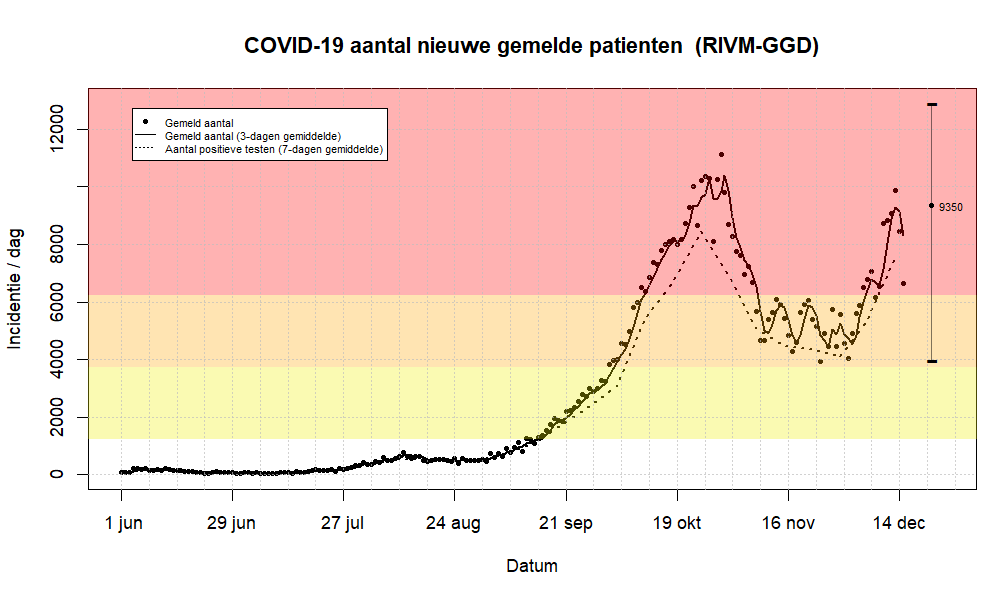 COVID-19 aantal nieuwe gemelde patienten (RIVM-GGD)
Incidentie / dag
12000
8000
6000
4000
2000
0
Gemeld aantal
Gemeld aantal (3-dagen gemiddelde)
Aantal positieve testen (7-dagen gemiddelde)
9350
1 jun
29 jun
27 jul
24 aug
21 sep
19 okt
16 nov
14 dec
Datum